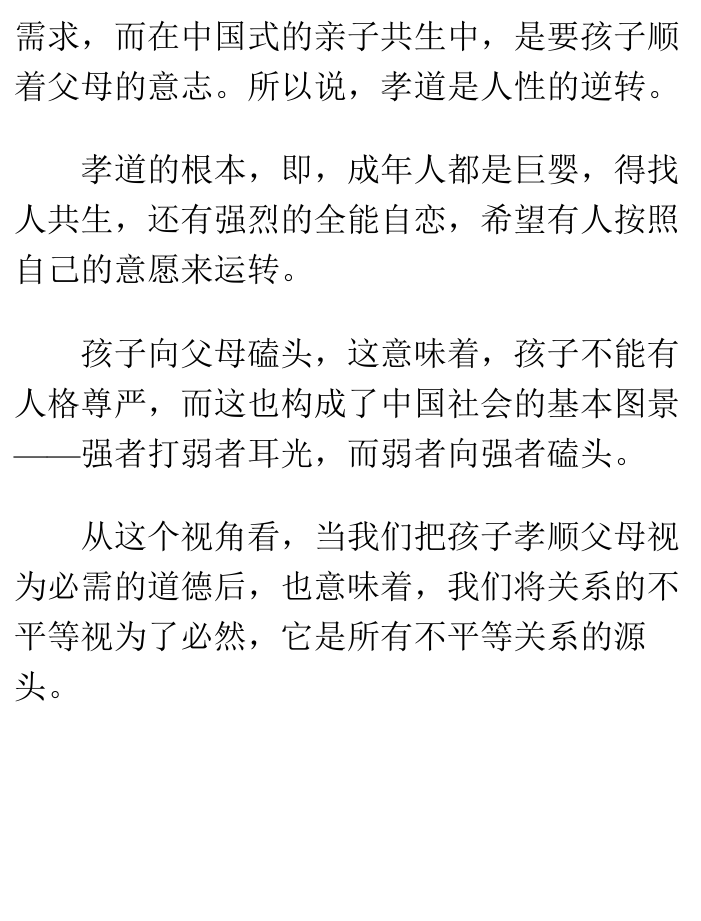 需求，而在中国式的亲子共生中，是要孩子顺
着父母的意志。所以说，孝道是人性的逆转。
孝道的根本，即，成年人都是巨婴，得找
人共生，还有强烈的全能自恋，希望有人按照
自己的意愿来运转。
孩子向父母磕头，这意味着，孩子不能有
人格尊严，而这也构成了中国社会的基本图景
——强者打弱者耳光，而弱者向强者磕头。
从这个视角看，当我们把孩子孝顺父母视
为必需的道德后，也意味着，我们将关系的不
平等视为了必然，它是所有不平等关系的源
头。